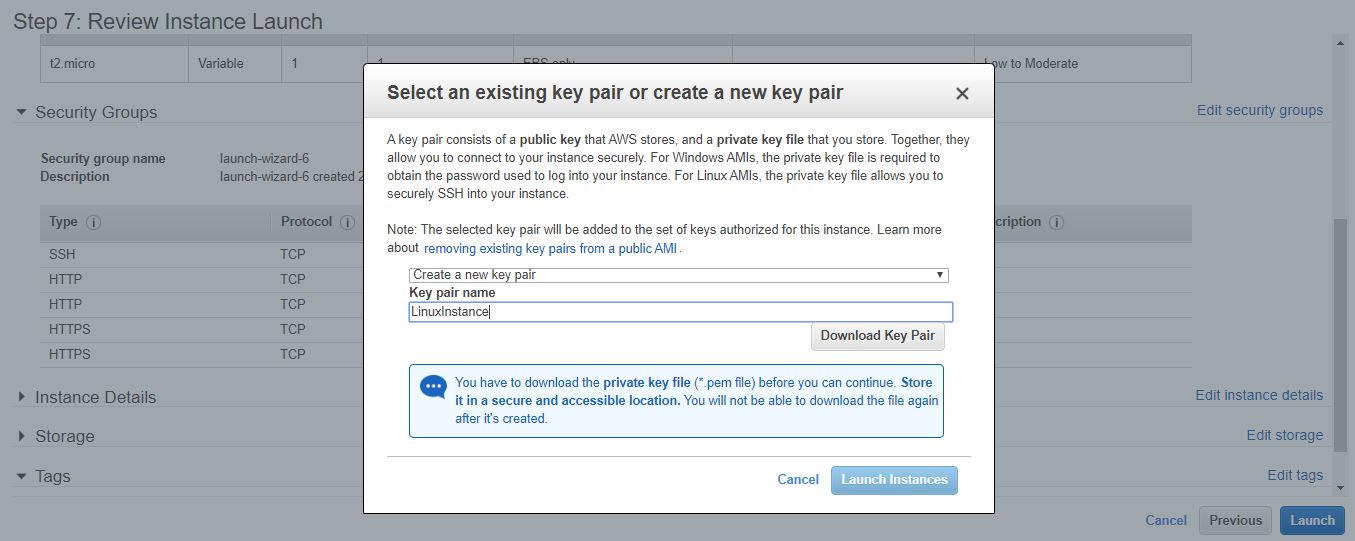 Step 7: Review Instance Launch
t2.micro Variable 1 1 EBS only Low to Moderate
Security Groups
Edit security groups
Security group name launch-wizard-6
Description launch-wizard-6 created 2
Type Protocol
SSH TCP
HTTP TCP
HTTP TCP
HTTPS TCP
HTTPS TCP
Instance Details
Edit instance details
Storage
Edit storage
Tags
Edit tags
Cancel Previous Launch
Select an existing key pair or create a new key pair
A key pair consists of a public key that AWS stores, and a private key file that you store. Together, they
allow you to connect to your instance securely. For Windows AMIs, the private key file is required to
obtain the password used to log into your instance. For Linux AMIs, the private key file allows you to
securely SSH into your instance.
Note: The selected key pair will be added to the set of keys authorized for this instance. Learn more
about removing existing key pairs from a public AMI .
Create a new key pair
Key pair name
LinuxInstance
Download Key Pair
You have to download the private key file (*.pem file) before you can continue. Store
it in a secure and accessible location. You will not be able to download the file again
after it's created.
Cancel Launch Instances